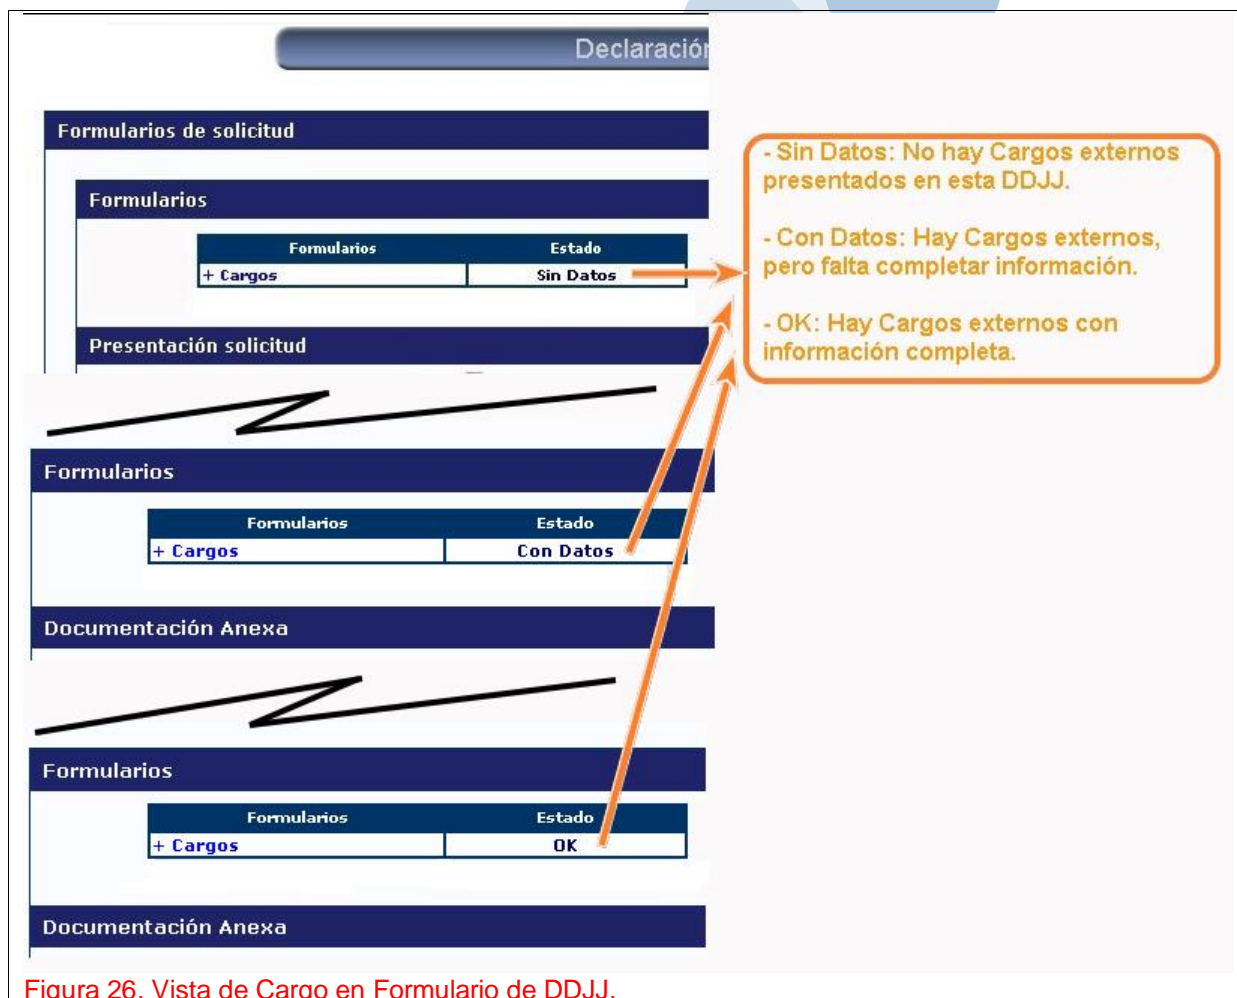 Declaración
Formularios de solicitud
Formularios
Formularios Estado
+ Cargos Sin Datos
Presentación solicitud
- Sin Datos: No hay Cargos externos
presentados en esta DDJJ.
- Con Datos: Hay Cargos externos,
pero falta completar información.
- OK: Hay Cargos externos con
información completa.
Formularios
Formularios Estado
+ Cargos Con Datos
Documentación Anexa
Formularios
Formularios Estado
+ Cargos OK
Documentación Anexa
Figura 26. Vista de Cargo en Formulario de DDJJ.